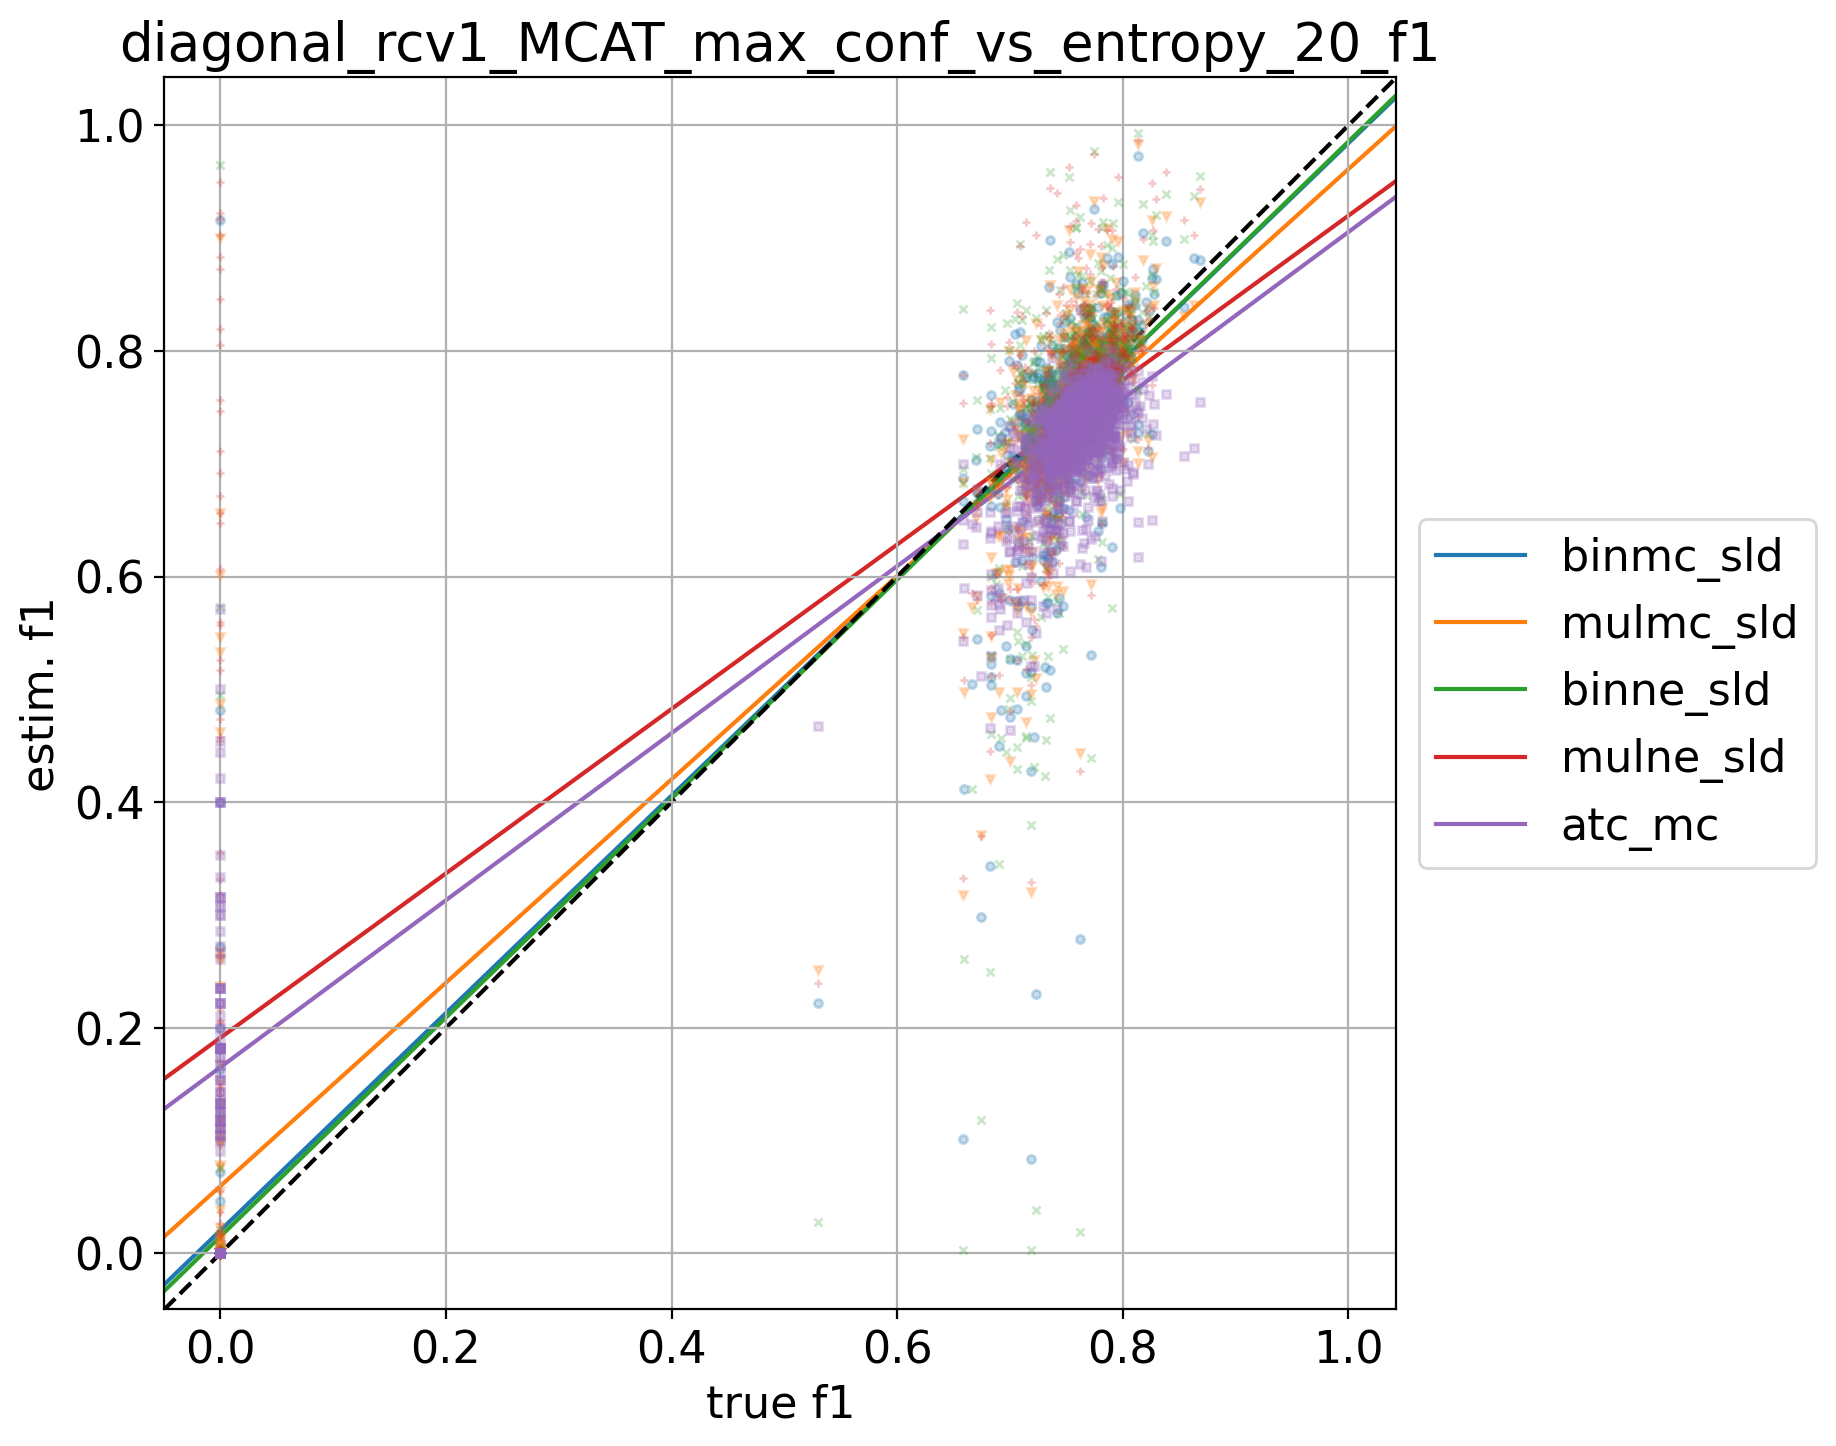 diagonal_rcv1_MCAT_max_conf_vs_entropy_20_f1
1.0
0.8
0.6
0.4
0.2
0.0
estim. f1
0.0 0.2 0.4 0.6 0.8 1.0
true f1
binmc_sld
mulmc_sld
binne_sld
mulne_sld
atc_mc